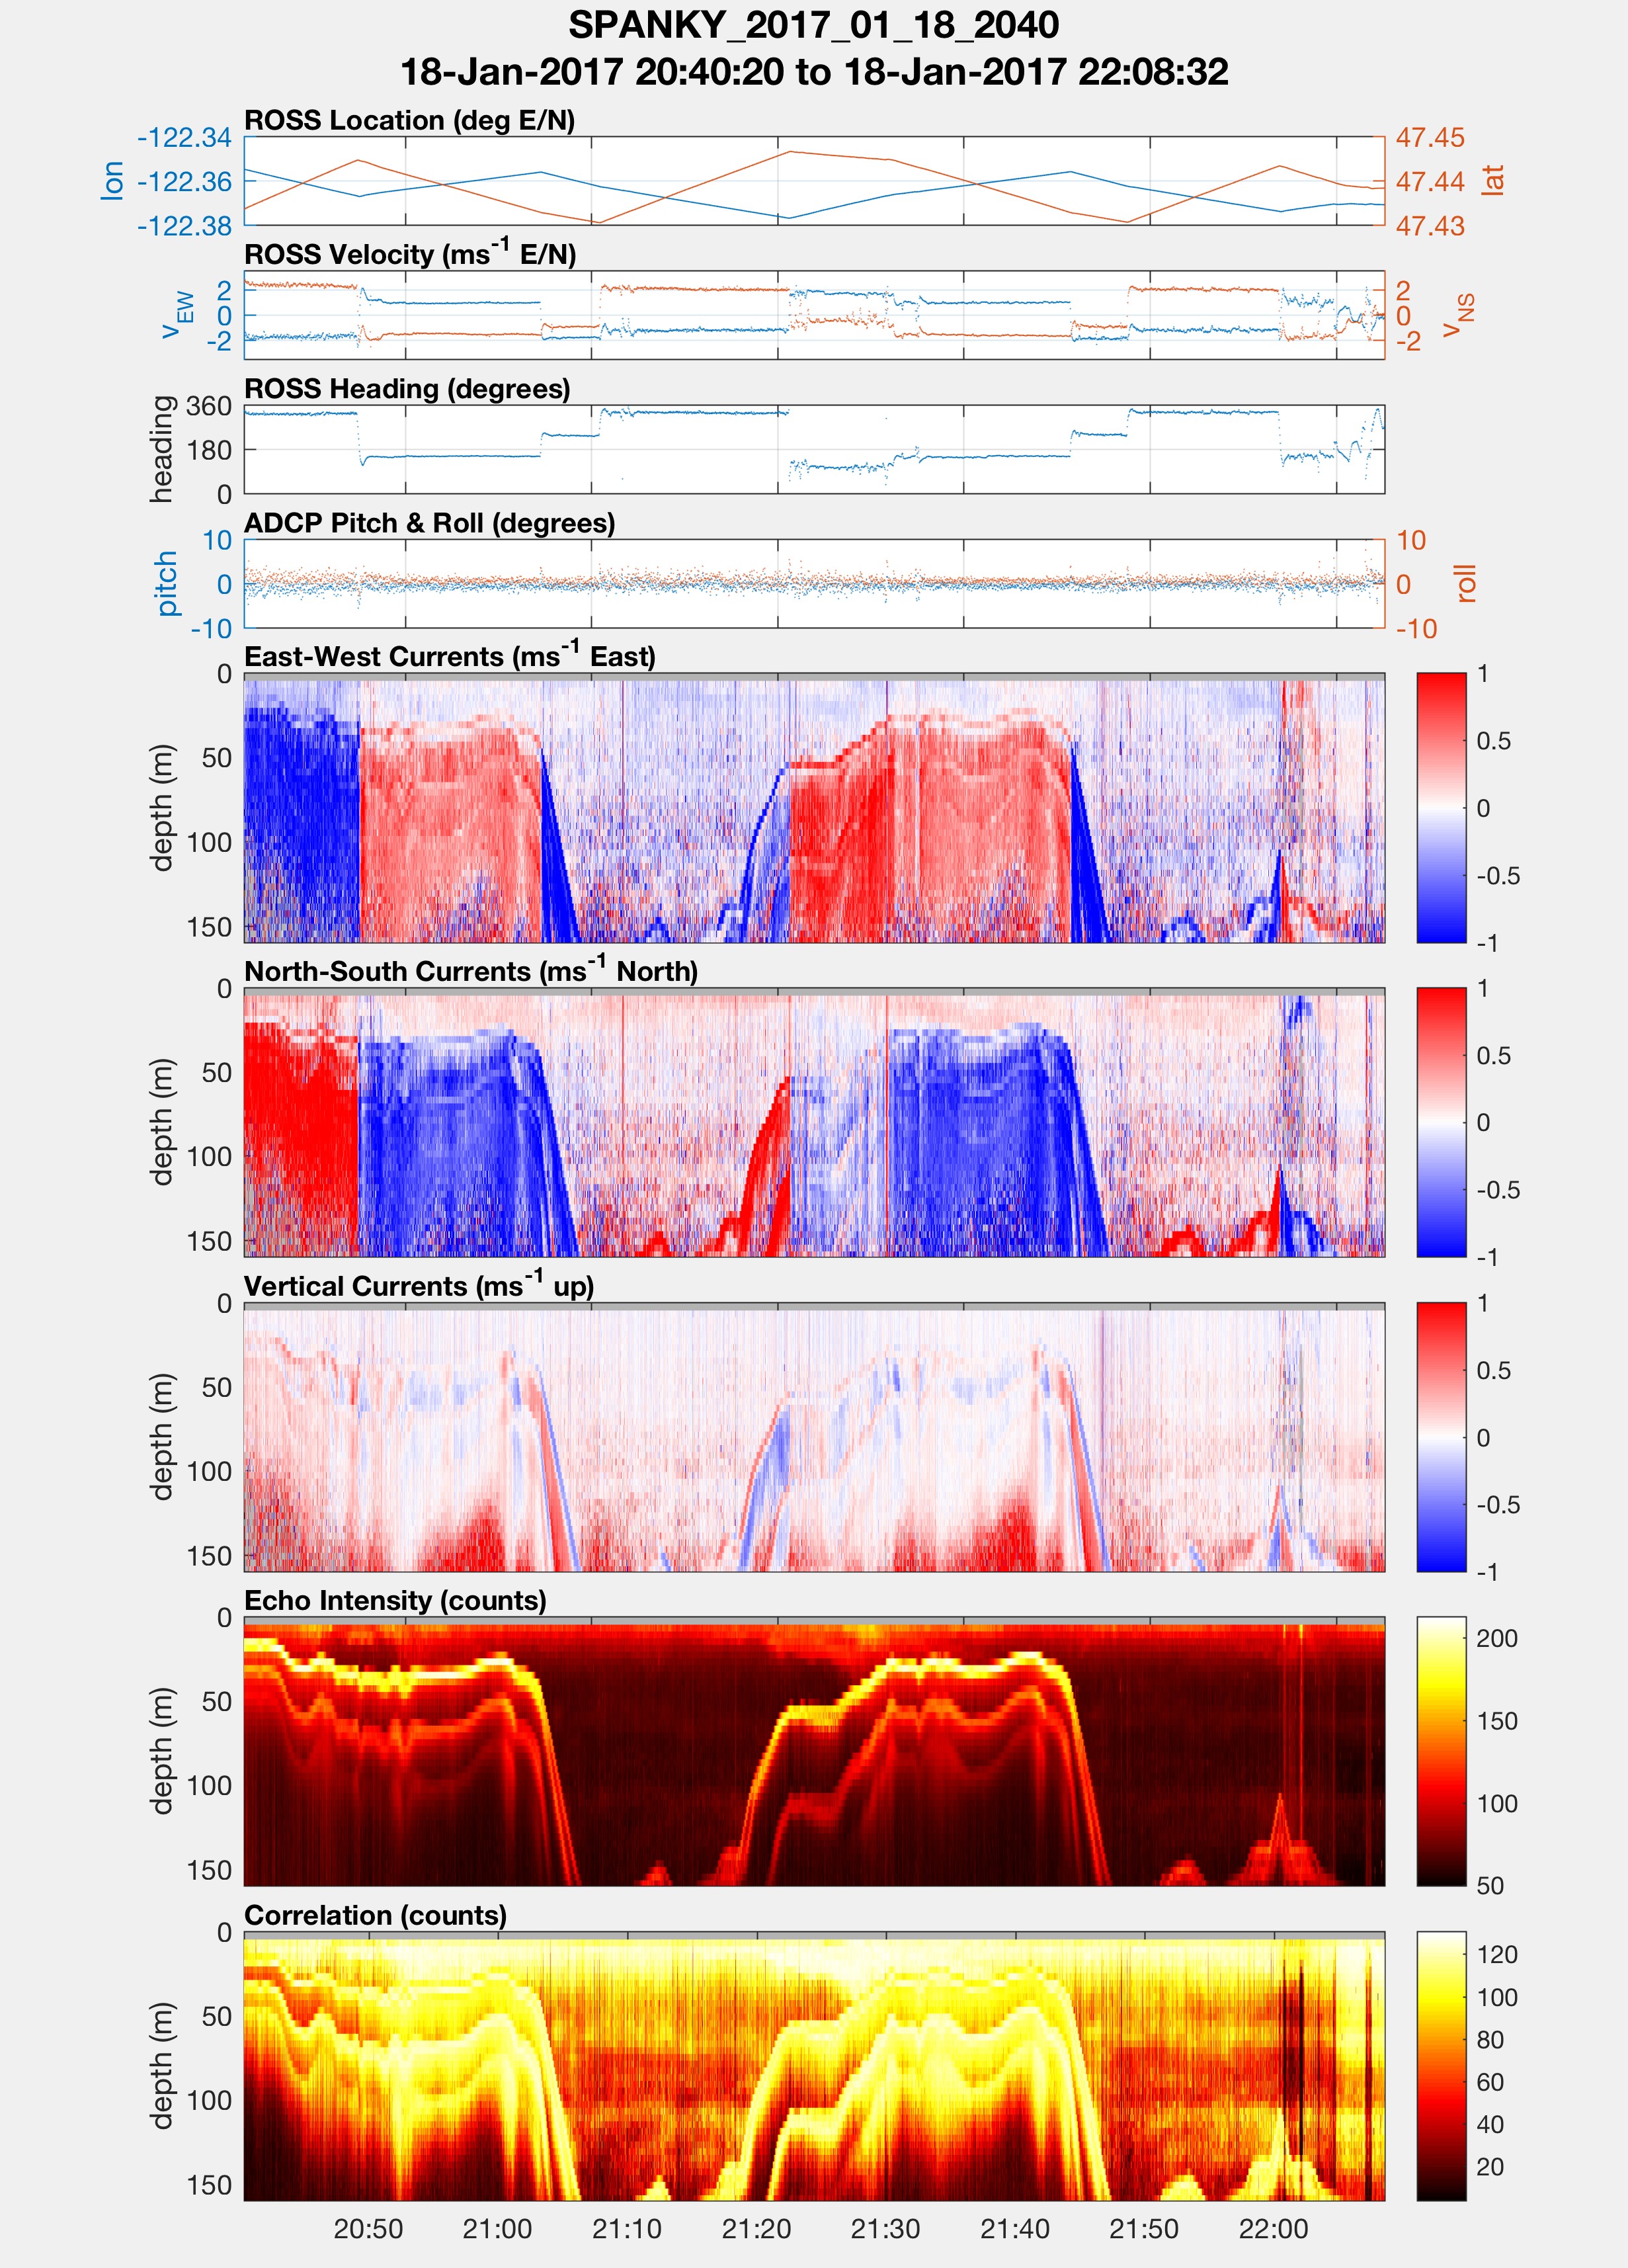 SPANKY_2017_01_18_2040
18-Jan-2017 20:40:20 to 18-Jan-2017 22:08:32
ROSS Location (deg E/N)
-122.34
-122.36
-122.38
lon
47.45
47.44
47.43
lat
ROSS Velocity (ms-1 E/N)
2
0
-2
vEW
2
0
-2
vNS
ROSS Heading (degrees)
360
180
0
heading
ADCP Pitch & Roll (degrees)
10
0
-10
pitch
10
0
-10
roll
East-West Currents (ms-1 East)
0
50
100
150
depth (m)
1
0.5
0
-0.5
-1
North-South Currents (ms-1 North)
0
50
100
150
depth (m)
1
0.5
0
-0.5
-1
Vertical Currents (ms-1 up)
0
50
100
150
depth (m)
1
0.5
0
-0.5
-1
Echo Intensity (counts)
0
50
100
150
depth (m)
200
150
100
50
Correlation (counts)
0
50
100
150
depth (m)
120
100
80
60
40
20
20:50 21:00 21:10 21:20 21:30 21:40 21:50 22:00